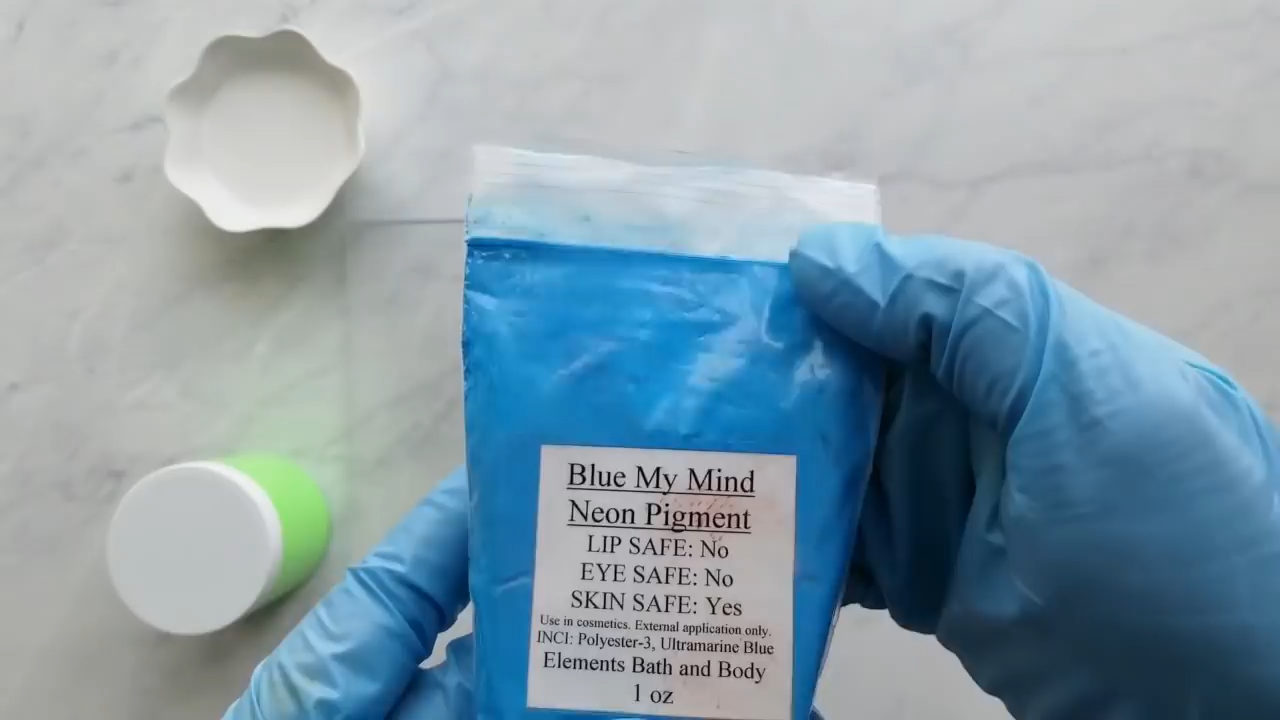 Blue My Mind
Neon Pigment
LIP SAFE: No
EYE SAFE: No
SKIN SAFE: Yes
Use in cosmetics. External application only.
INCI: Polyester-3, Ultramarine Blue
Elements Bath and Body
1 oz